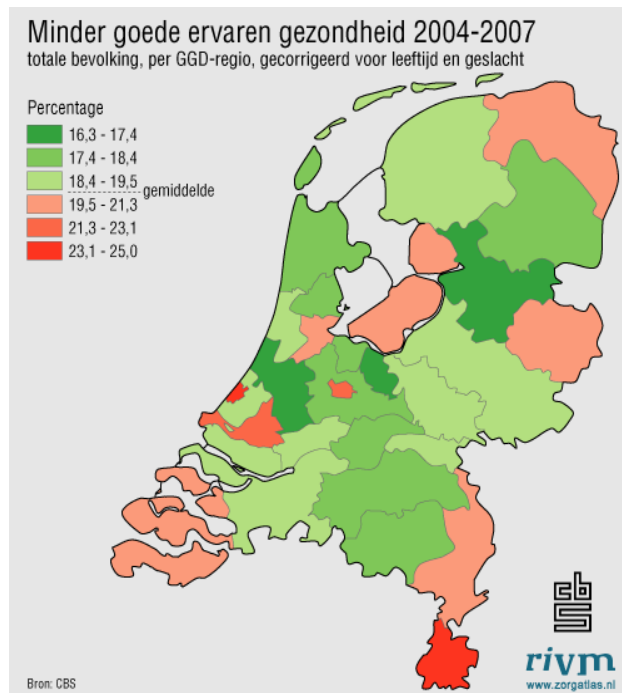 Minder goede ervaren gezondheid 2004-2007
totale bevolking, per GGD-regio, gecorrigeerd voor leeftijd en geslacht
Percentage
16,3 - 17,4
17,4 - 18,4
18,4 - 19,5
gemiddelde
19,5 - 21,3
21,3 - 23,1
23,1 - 25,0
cbs
rivm
Bron: CBS
www.zorgatlas.nl